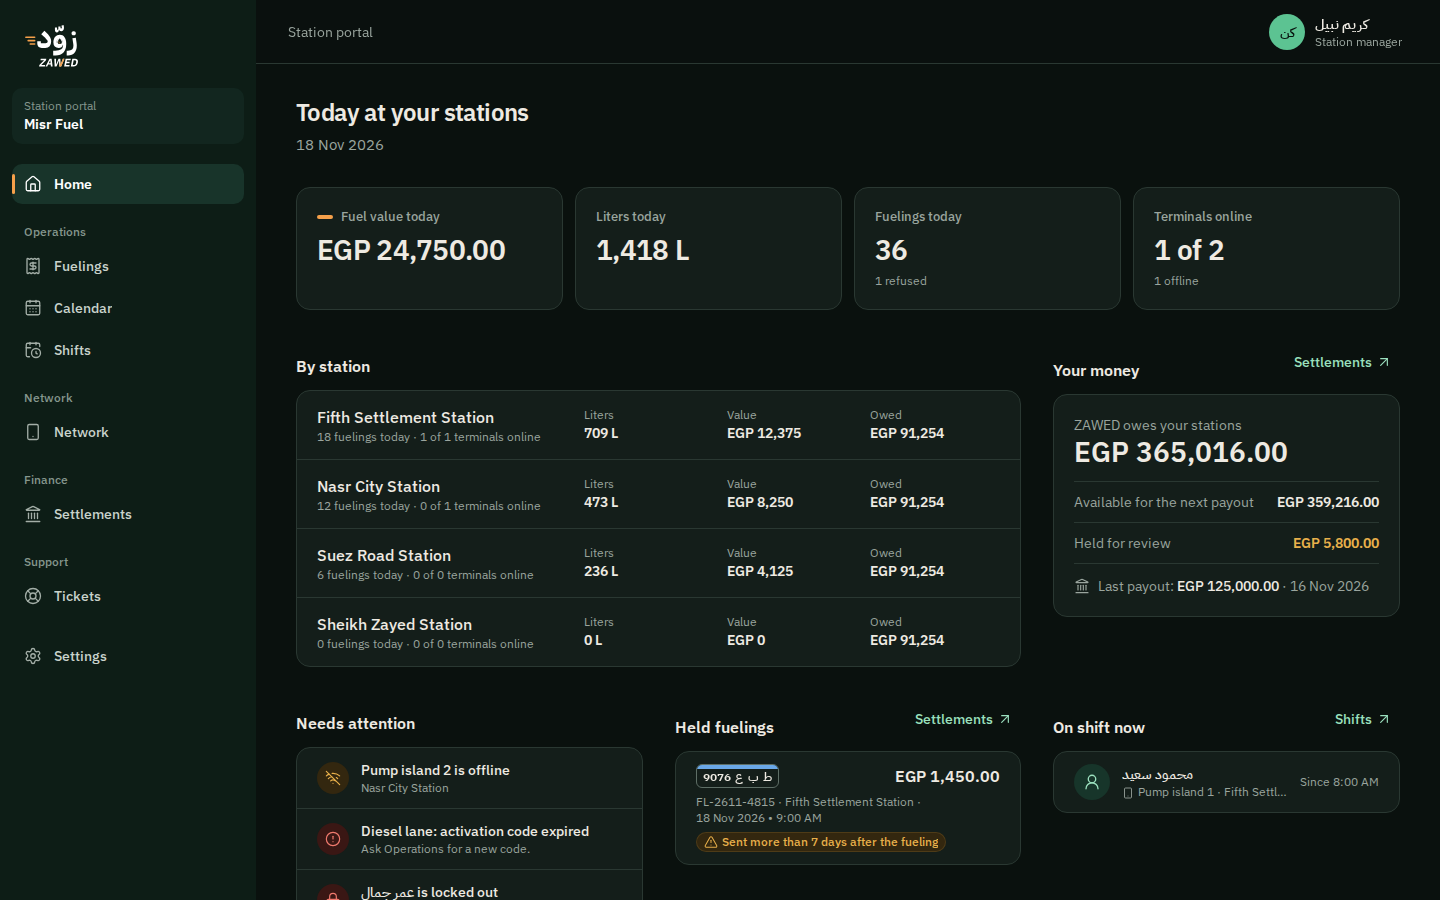 زوّد
ZAWED
Station portal
Misr Fuel
Home
Operations
Fuelings
Calendar
Shifts
Network
Network
Finance
Settlements
Support
Tickets
Settings
Station portal
كن
كريم نبيل
Station manager
Today at your stations
18 Nov 2026
Fuel value today
EGP 24,750.00
Liters today
1,418 L
Fuelings today
36
1 refused
Terminals online
1 of 2
1 offline
By station
Fifth Settlement Station
18 fuelings today · 1 of 1 terminals online
Liters
709 L
Value
EGP 12,375
Owed
EGP 91,254
Nasr City Station
12 fuelings today · 0 of 1 terminals online
Liters
473 L
Value
EGP 8,250
Owed
EGP 91,254
Suez Road Station
6 fuelings today · 0 of 0 terminals online
Liters
236 L
Value
EGP 4,125
Owed
EGP 91,254
Sheikh Zayed Station
0 fuelings today · 0 of 0 terminals online
Liters
0 L
Value
EGP 0
Owed
EGP 91,254
Your money
Settlements
ZAWED owes your stations
EGP 365,016.00
Available for the next payout EGP 359,216.00
Held for review EGP 5,800.00
Last payout: EGP 125,000.00 · 16 Nov 2026
Needs attention
Pump island 2 is offline
Nasr City Station
Diesel lane: activation code expired
Ask Operations for a new code.
عمر جمال is locked out
Held fuelings
Settlements
ط ب ع 9076
EGP 1,450.00
FL-2611-4815 · Fifth Settlement Station ·
18 Nov 2026 • 9:00 AM
Sent more than 7 days after the fueling
On shift now
Shifts
محمود سعيد
Pump island 1 · Fifth Settl...
Since 8:00 AM